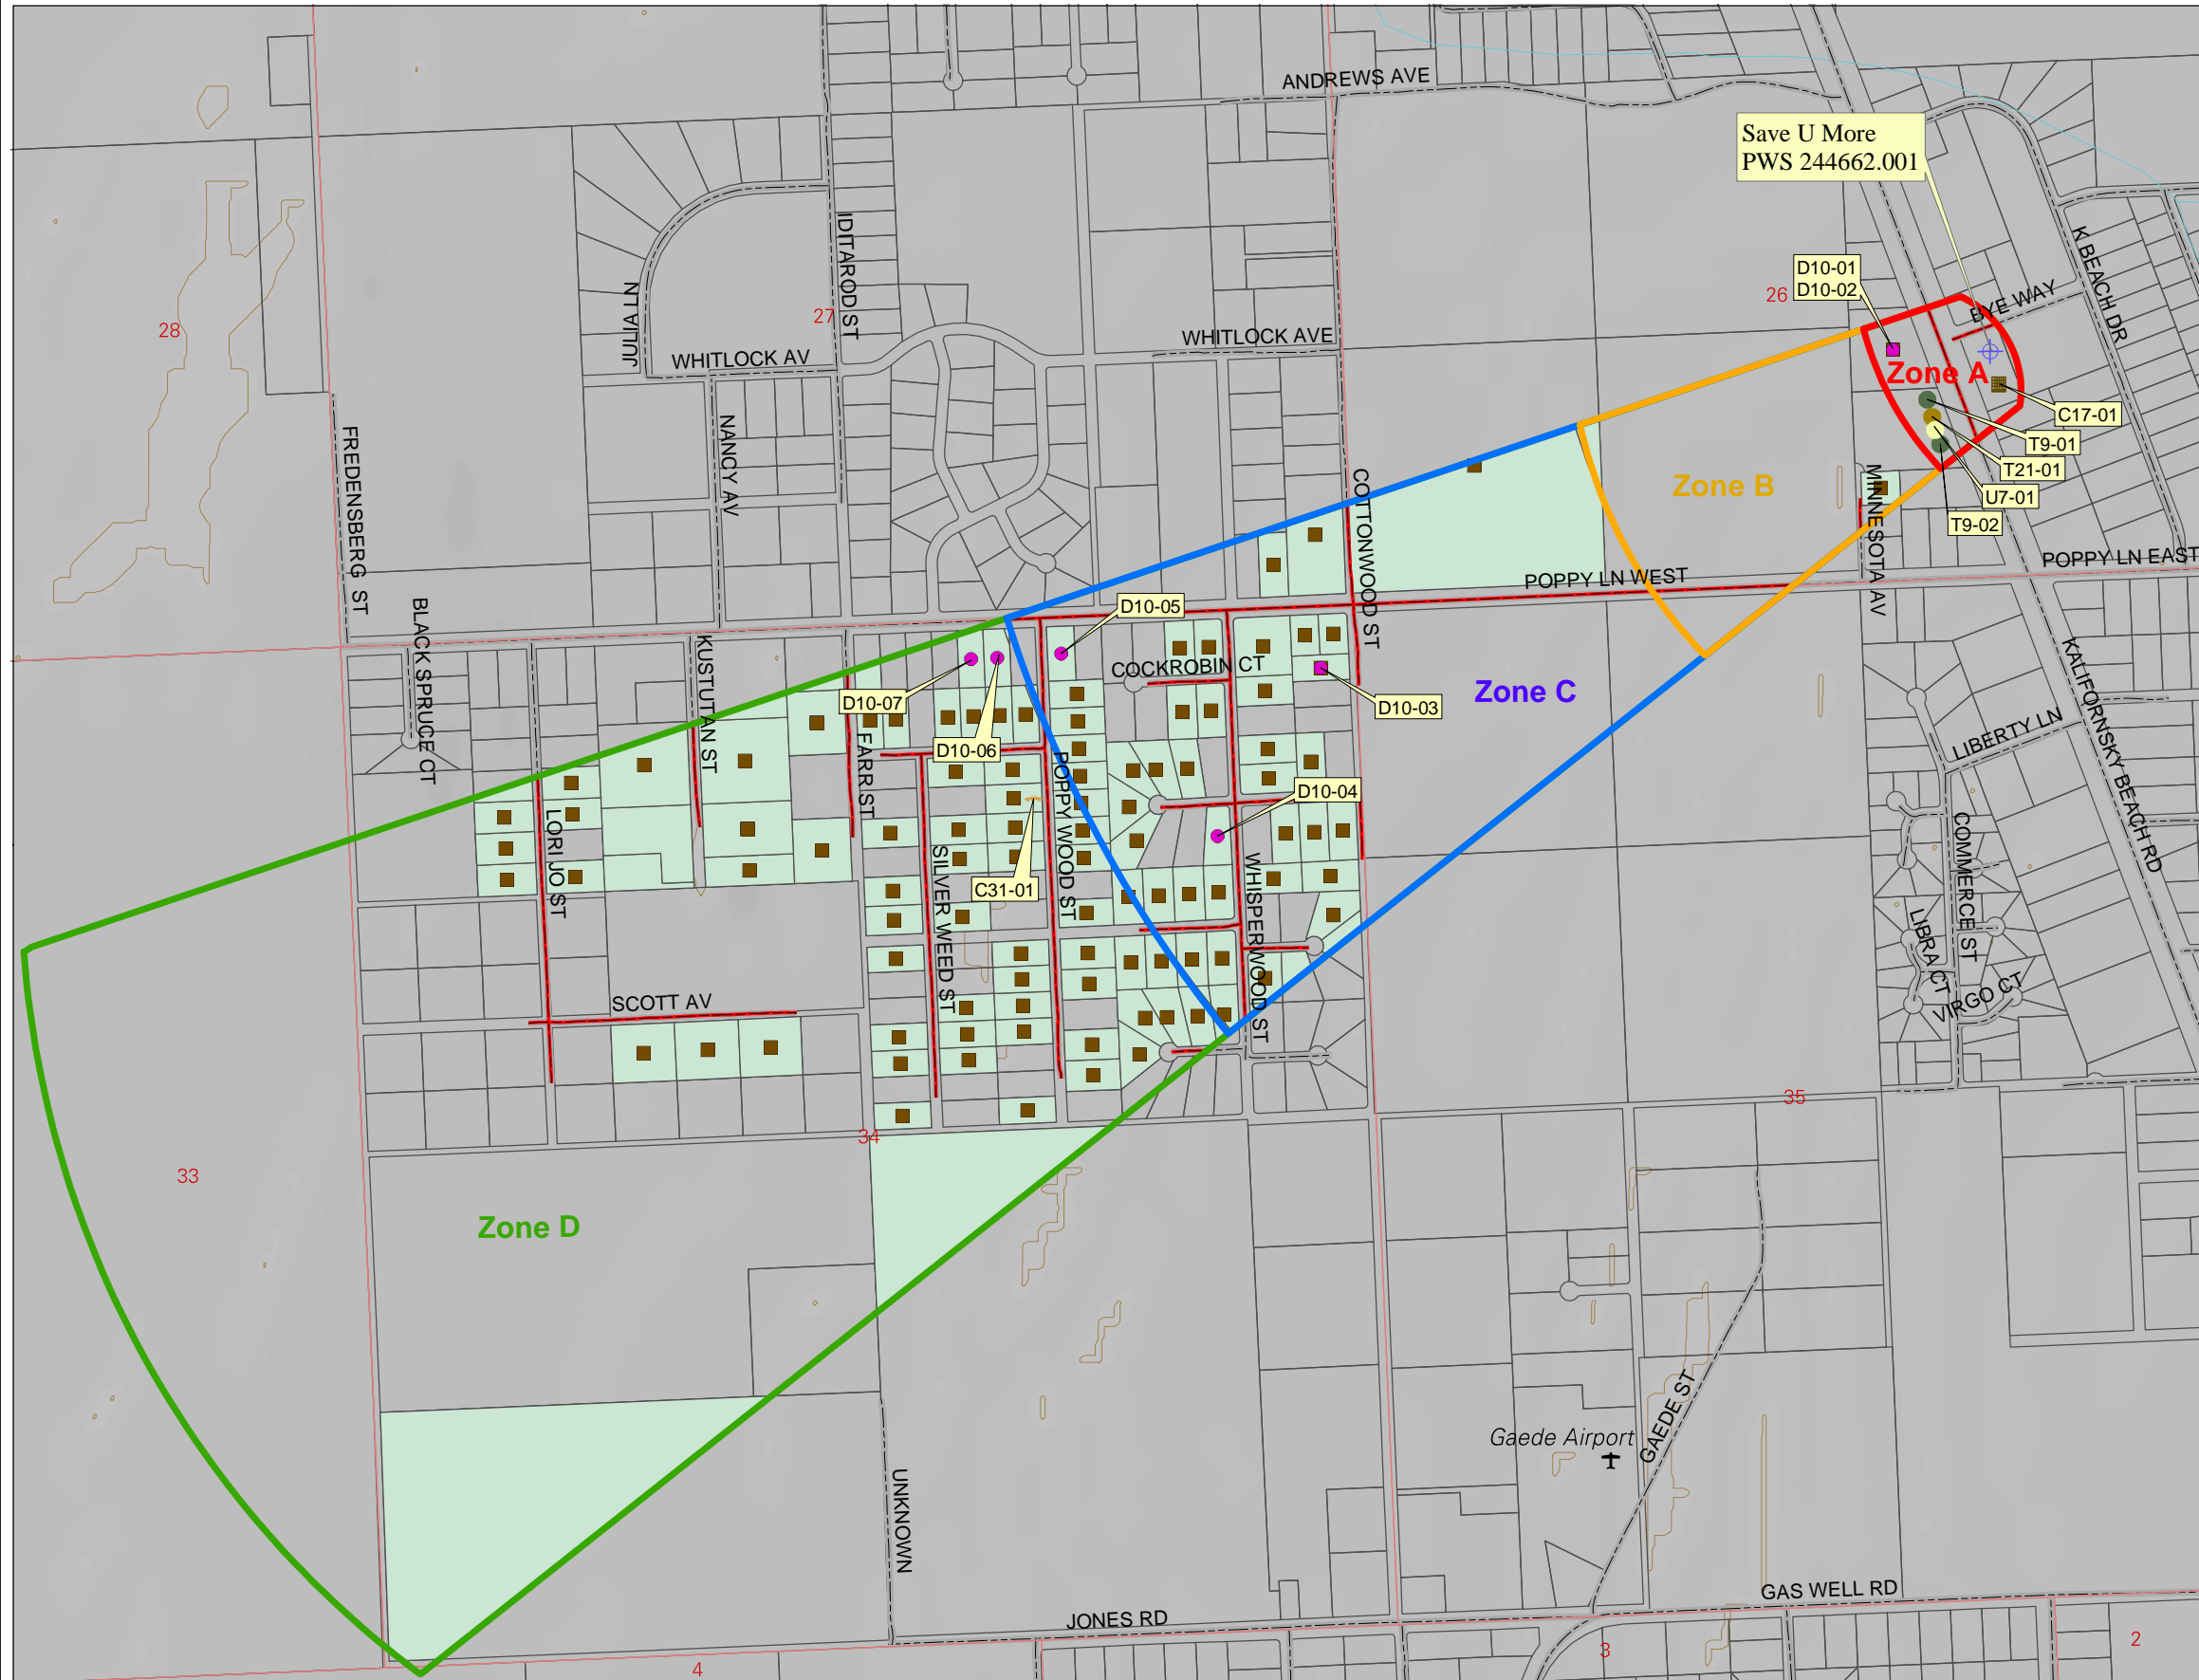 ANDREWS AVE
Save U More
PWS 244662.001
K BEACH DR
D10-01
D10-02
26
BYE WAY
28
27
IDITAROD ST
JULIA LN
WHITLOCK AV
WHITLOCK AVE
Zone A
C17-01
T9-01
T21-01
U7-01
T9-02
FREDENSBERG ST
NANCY AV
COTTONWOOD ST
Zone B
MINNESOTA AV
POPPY LN EAST
POPPY LN WEST
BLACK SPRUCE CT
KUSTUTAN ST
D10-05
COCKROBIN CT
D10-07
D10-03
Zone C
D10-06
FARR ST
POPPY WOOD ST
D10-04
LIBERTY LN
KALIFORNSKY BEACH RD
LORI JO ST
SILVER WEED ST
C31-01
WHISPERWOOD ST
COMMERCE ST
LIBRA CT
VIRGO CT
SCOTT AV
35
34
33
Zone D
GAEDE ST
Gaede Airport
UNKNOWN
GAS WELL RD
JONES RD
4
3
2